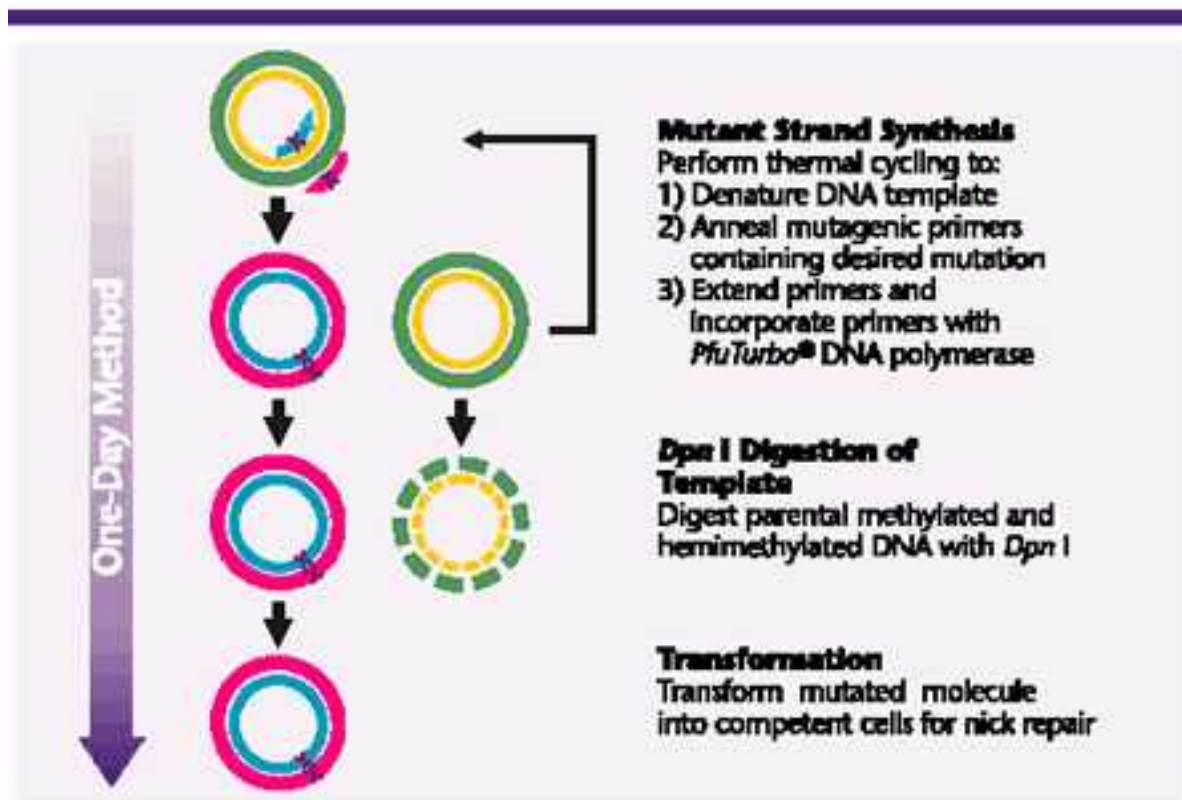 One-Day Method
Mutant Strand Synthesis
Perform thermal cycling to:
1) Denature DNA template
2) Anneal mutagenic primers
containing desired mutation
3) Extend primers and
incorporate primers with
PfuTurbo® DNA polymerase
Dpn I Digestion of
Template
Digest parental methylated and
hemimethylated DNA with Dpn I
Transformation
Transform mutated molecule
into competent cells for nick repair